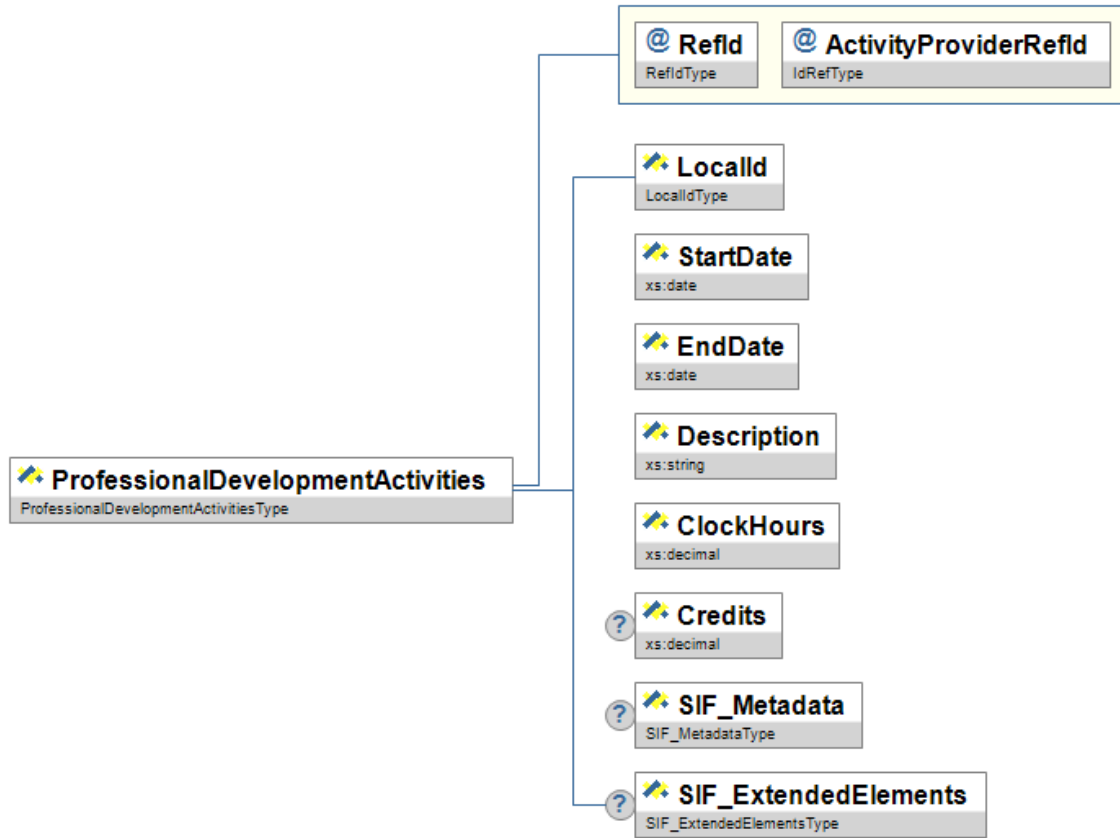 @ RefId
RefIdType
@ ActivityProviderRefId
IdRefType
LocalId
LocalIdType
StartDate
xs:date
EndDate
xs:date
Description
xs:string
ProfessionalDevelopmentActivities
ProfessionalDevelopmentActivitiesType
ClockHours
xs:decimal
? Credits
xs:decimal
? SIF_Metadata
SIF_MetadataType
? SIF_ExtendedElements
SIF_ExtendedElementsType